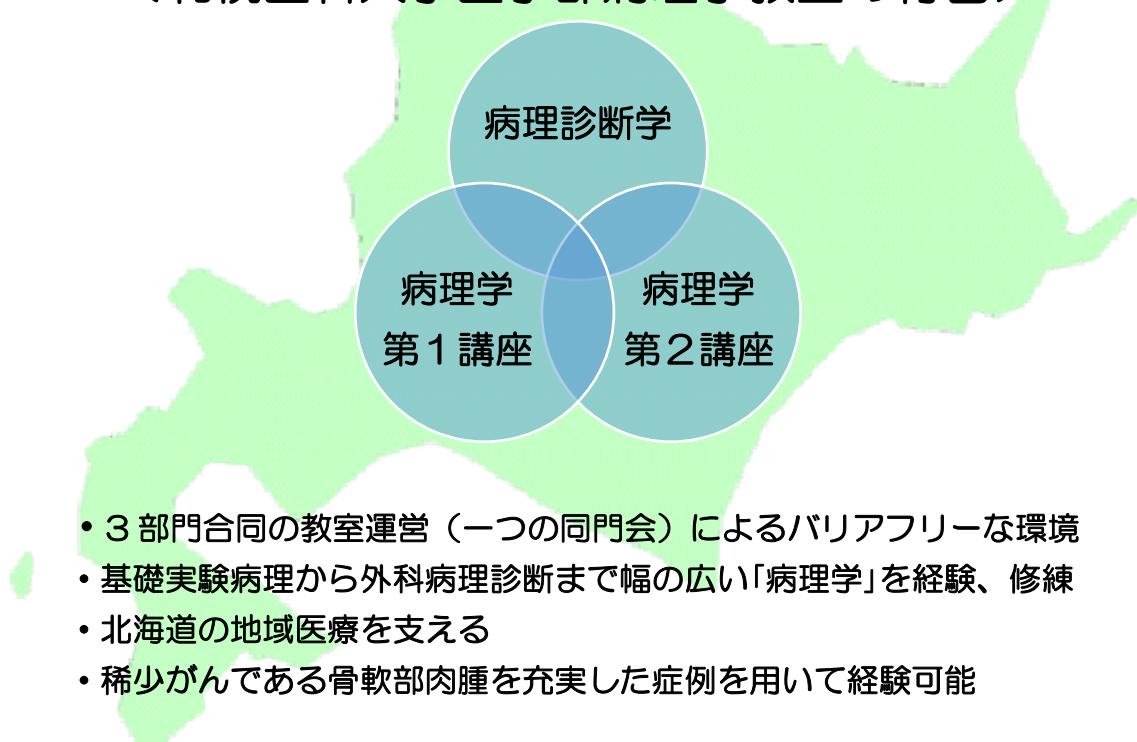 病理診断学
病理学
第１講座
病理学
第２講座
・３部門合同の教室運営（一つの同門会）によるバリアフリーな環境
・基礎実験病理から外科病理診断まで幅の広い｢病理学｣を経験、修練
・北海道の地域医療を支える
・稀少がんである骨軟部肉腫を充実した症例を用いて経験可能